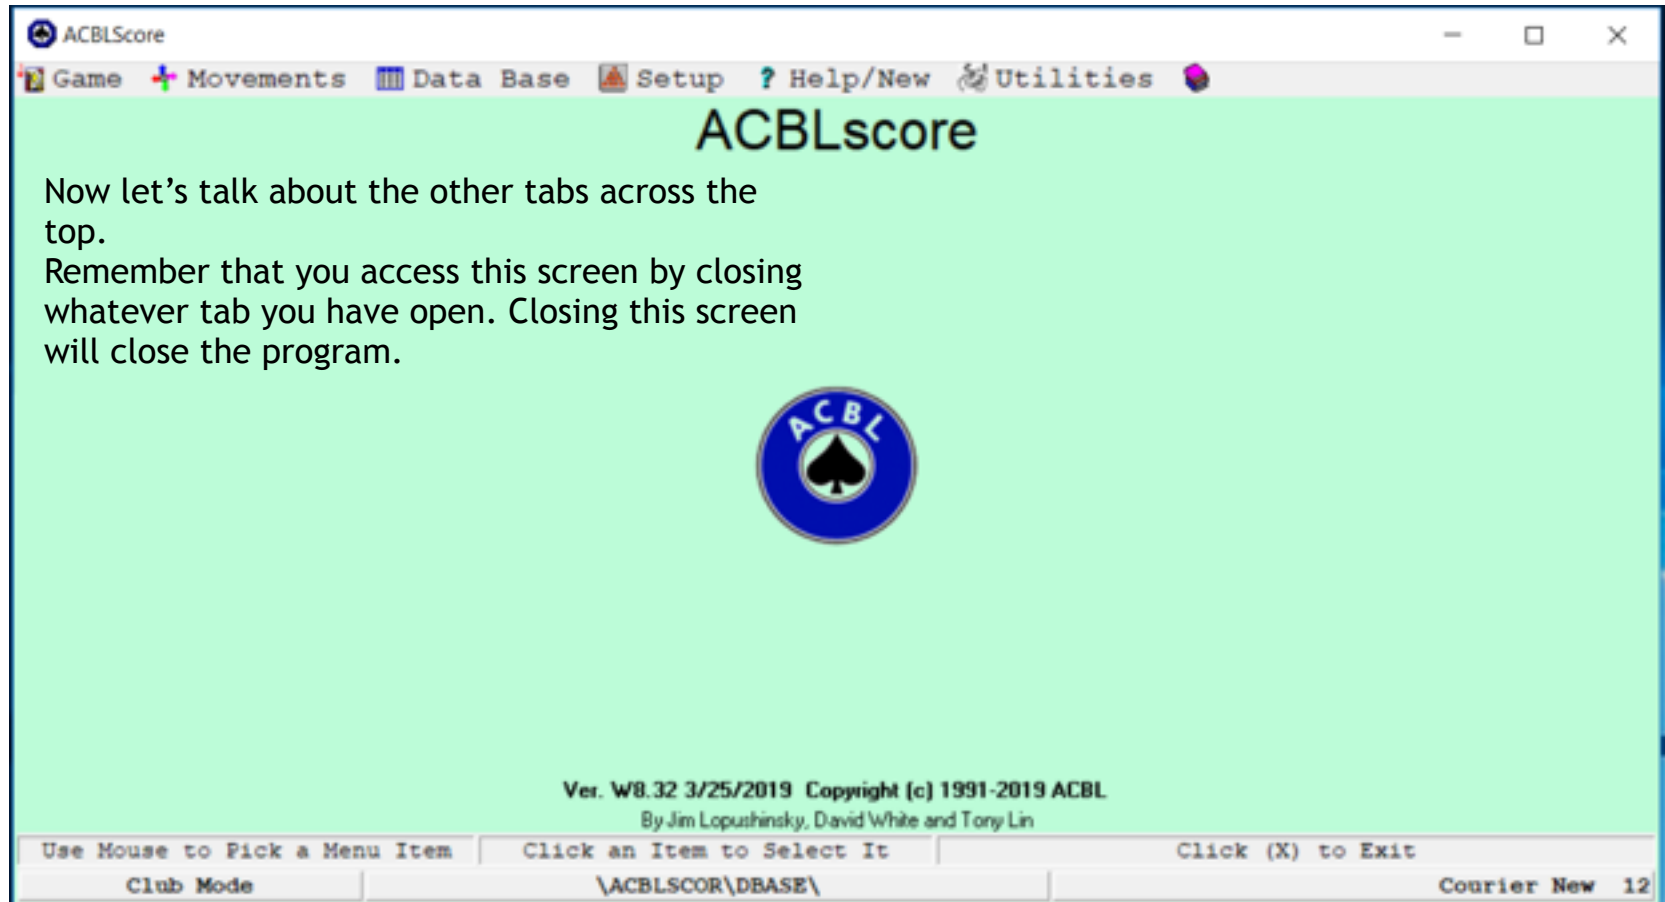 ACBLScore
Game Movements Data Base Setup ? Help/New Utilities
ACBLscore
Now let’s talk about the other tabs across the
top.
Remember that you access this screen by closing
whatever tab you have open. Closing this screen
will close the program.
ACBL
Ver. W8.32 3/25/2019 Copyright (c) 1991-2019 ACBL
By Jim Lopushinsky, David White and Tony Lin
Use Mouse to Pick a Menu Item Click an Item to Select It Click (X) to Exit
Club Mode \ACBLSCOR\DBASE\ Courier New 12